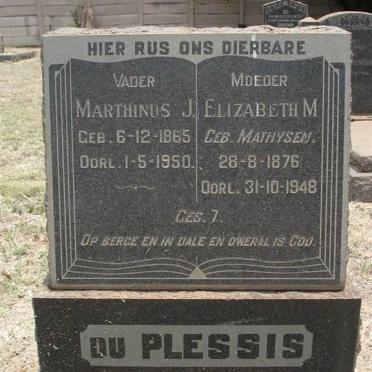 HIER RUS ONS DIERBARE
VADER
MARTHINUS J.
GEB. 6-12-1865
OORL. 1-5-1950.
MOEDER
ELIZABETH M
GEB. MATHYSEN.
28-8-1876
OORL. 31-10-1948
GES. 7.
OP BERGE EN IN DALE EN OWERAL IS GOD.
DU PLESSIS